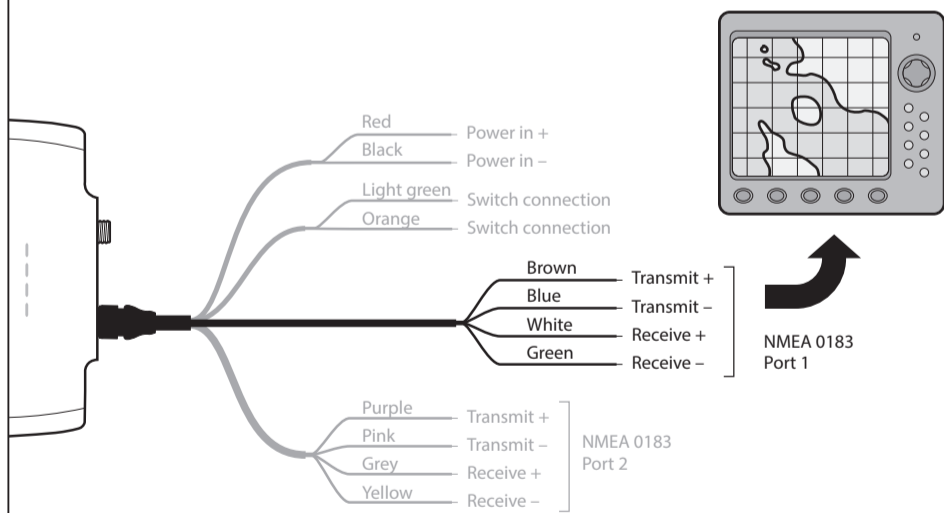 Red Power in +
Black Power in –
Light green Switch connection
Orange Switch connection
Brown Transmit +
Blue Transmit –
White Receive +
Green Receive –
NMEA 0183
Port 1
Purple Transmit +
Pink Transmit –
Grey Receive +
Yellow Receive –
NMEA 0183
Port 2